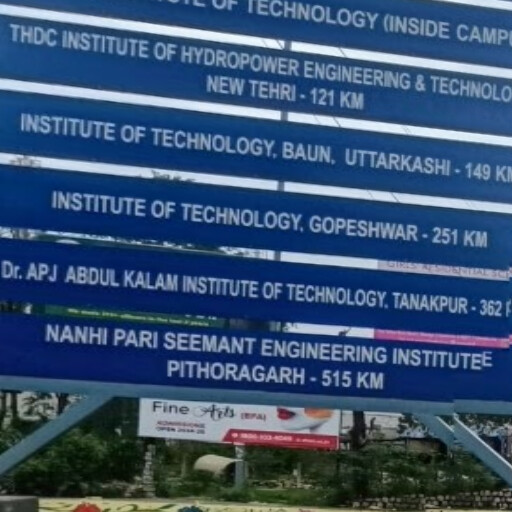 OF TECHNOLOGY (INSIDE CAMP
THDC INSTITUTE OF HYDROPOWER ENGINEERING & TECHNOLO
NEW TEHRI - 121 KM
INSTITUTE OF TECHNOLOGY, BAUN, UTTARKASHI - 149 KM
INSTITUTE OF TECHNOLOGY, GOPESHWAR - 251 KM
Dr. APJ ABDUL KALAM INSTITUTE OF TECHNOLOGY, TANAKPUR - 362
NANHI PARI SEEMANT ENGINEERING INSTITUTEE
PITHORAGARH - 515 KM
Fine Arts (BFA)